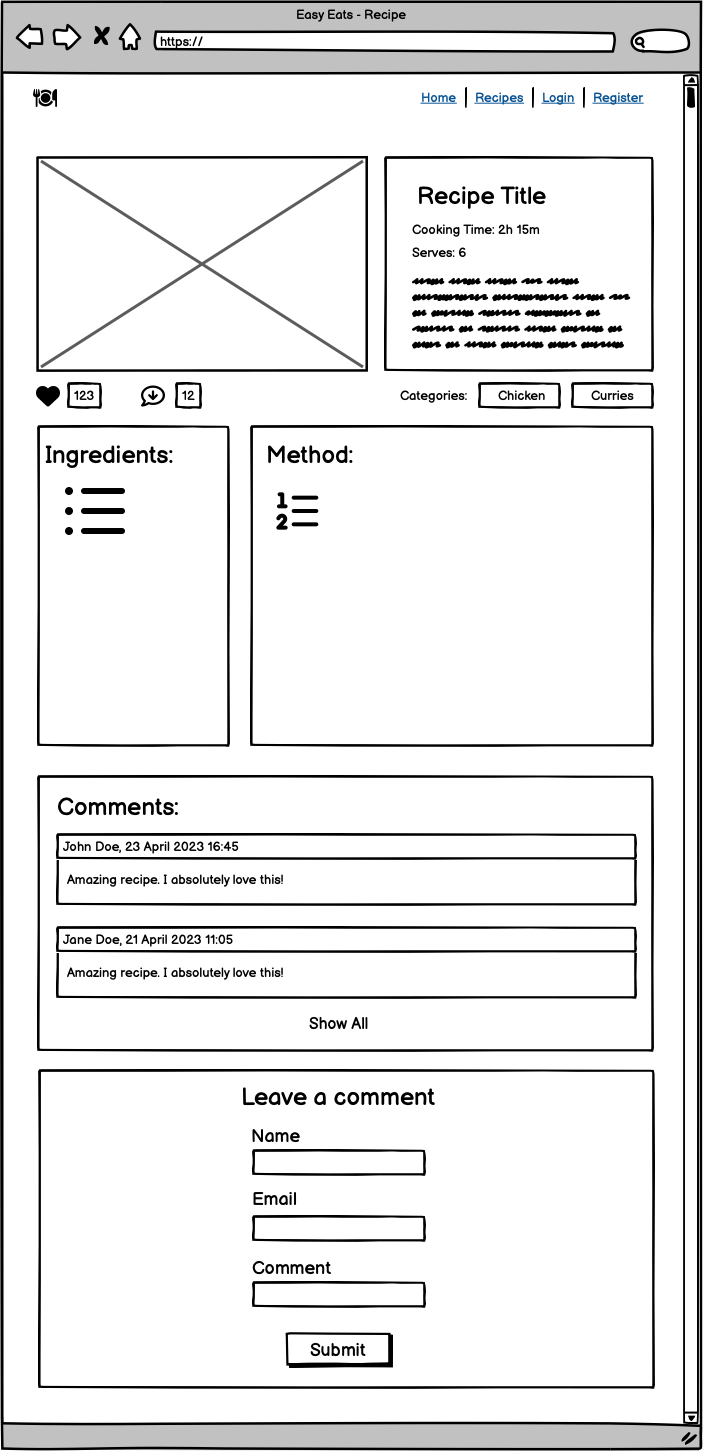 Easy Eats - Recipe
https://
Home Recipes Login Register
Recipe Title
Cooking Time: 2h 15m
Serves: 6
123 12 Categories: Chicken Curries
Ingredients:
Method:
1
2
Comments:
John Doe, 23 April 2023 16:45
Amazing recipe. I absolutely love this!
Jane Doe, 21 April 2023 11:05
Amazing recipe. I absolutely love this!
Show All
Leave a comment
Name
Email
Comment
Submit